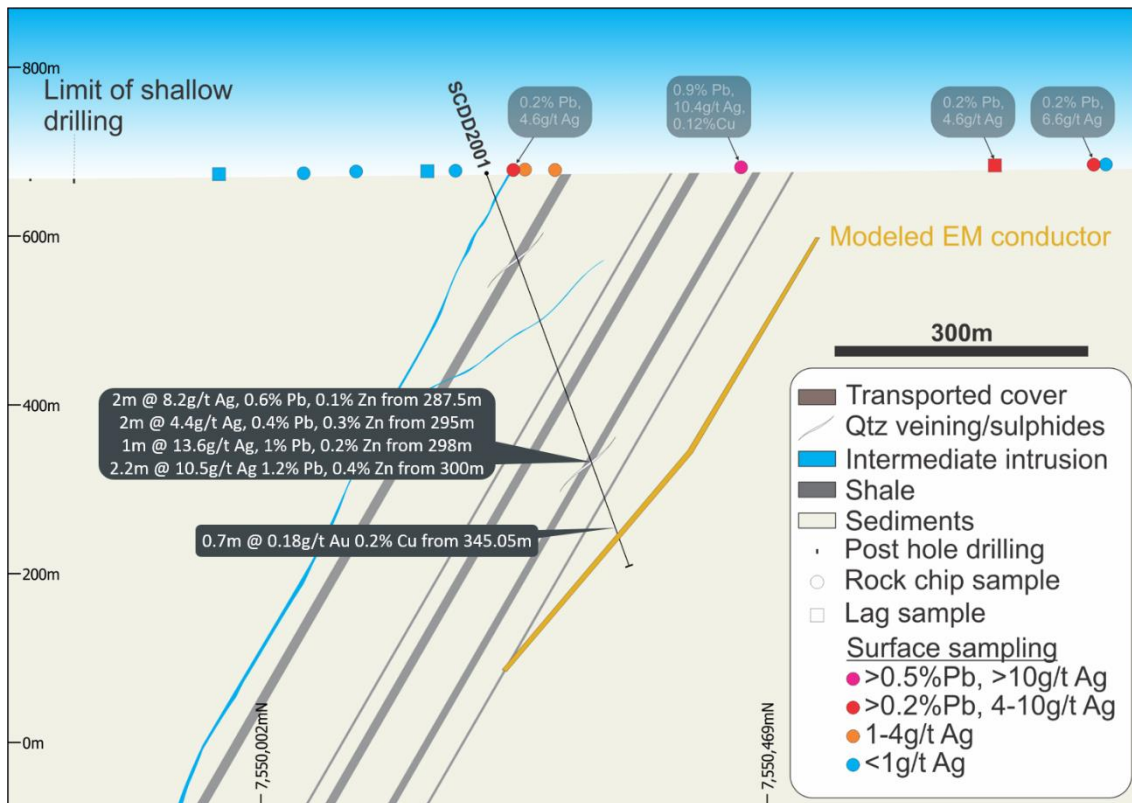 800m
Limit of shallow
drilling
SCDD2001
0.2% Pb,
4.6g/t Ag
0.9% Pb,
10.4g/t Ag,
0.12%Cu
0.2% Pb,
4.6g/t Ag
0.2% Pb,
6.6g/t Ag
600m
Modeled EM conductor
300m
400m
2m @ 8.2g/t Ag, 0.6% Pb, 0.1% Zn from 287.5m
2m @ 4.4g/t Ag, 0.4% Pb, 0.3% Zn from 295m
1m @ 13.6g/t Ag, 1% Pb, 0.2% Zn from 298m
2.2m @ 10.5g/t Ag 1.2% Pb, 0.4% Zn from 300m
0.7m @ 0.18g/t Au 0.2% Cu from 345.05m
200m
0m
7,550,002mN
7,550,469mN
Transported cover
Qtz veining/sulphides
Intermediate intrusion
Shale
Sediments
Post hole drilling
Rock chip sample
Lag sample
Surface sampling
>0.5%Pb, >10g/t Ag
>0.2%Pb, 4-10g/t Ag
1-4g/t Ag
<1g/t Ag